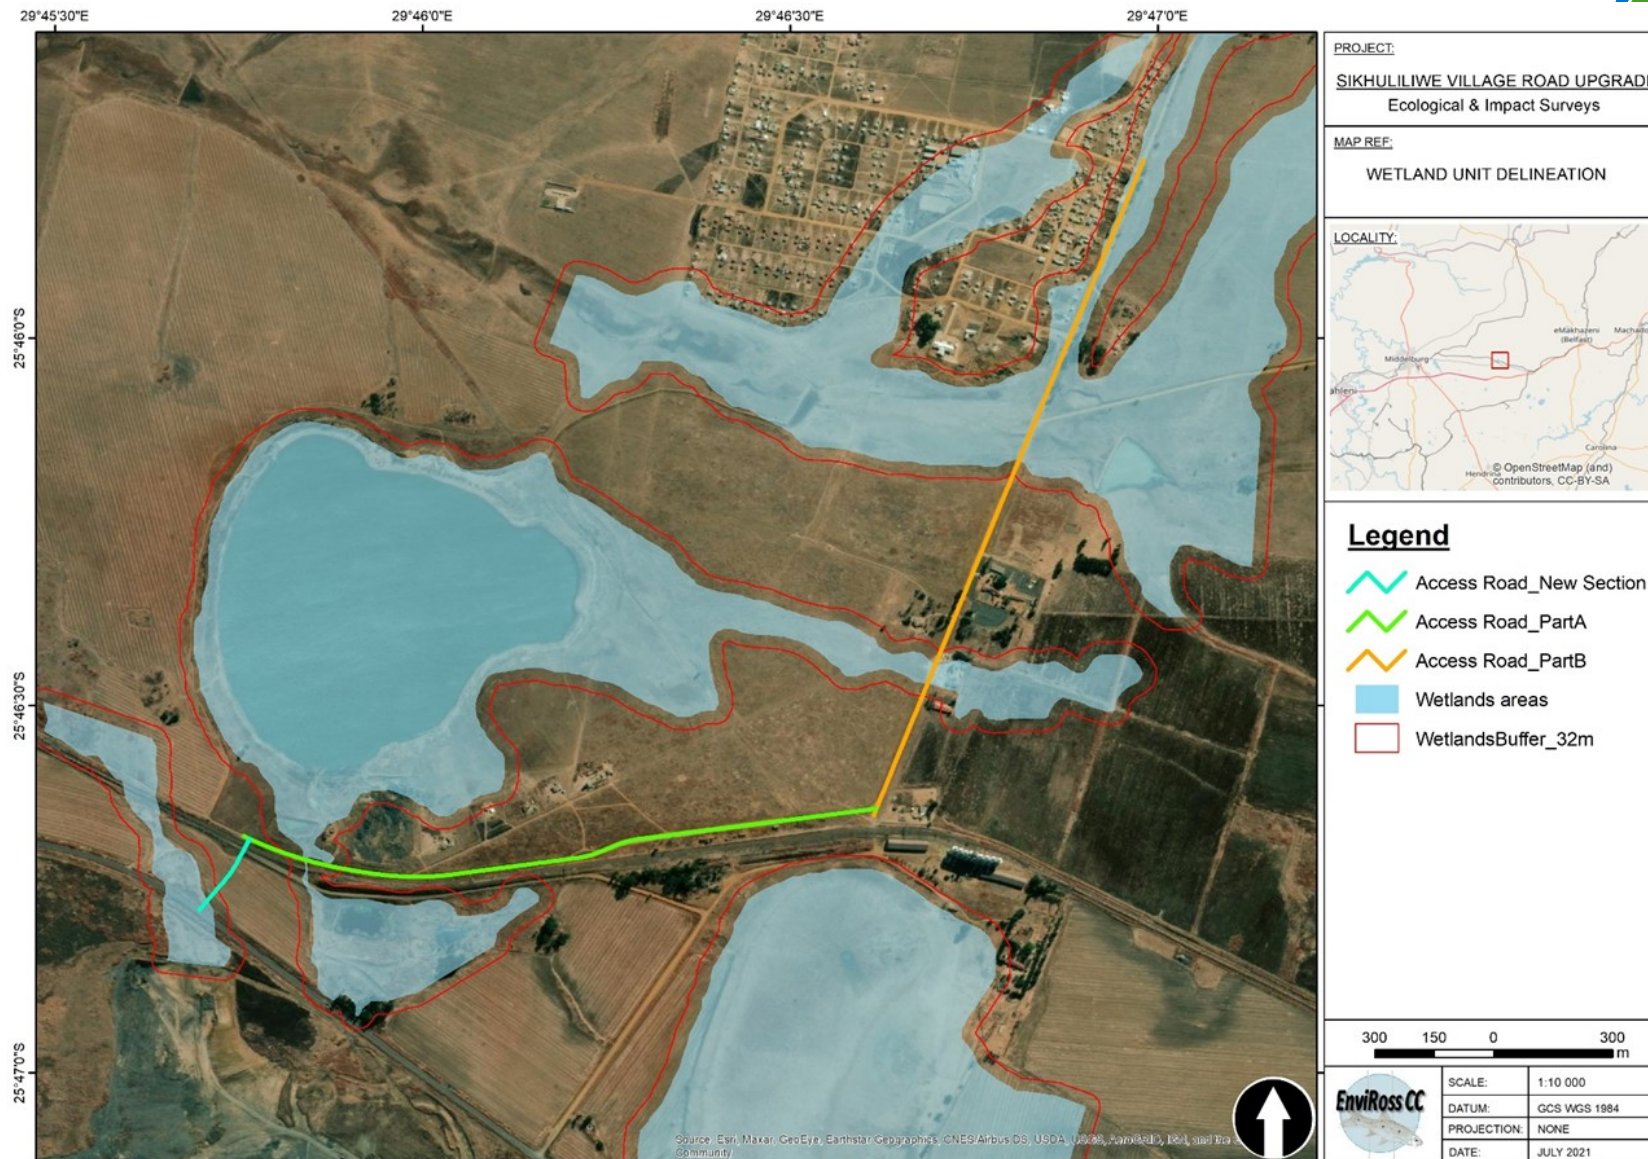 29°45'30"E
29°46'0"E
29°46'30"E
29°47'0"E
25°46'0"S
25°46'30"S
25°47'0"S
Source: Esri, Maxar, GeoEye, Earthstar Geographics, CNES/Airbus DS, USDA, USGS, AeroGRID, IGN, and the
Community
PROJECT:
SIKHULILIWE VILLAGE ROAD UPGRADE
Ecological & Impact Surveys
MAP REF:
WETLAND UNIT DELINEATION
LOCALITY:
eMakhazeni
(Belfast)
Machado
Middelburg
ahleni
Carolina
Hendrina
© OpenStreetMap (and)
contributors, CC-BY-SA
Legend
Access Road_New Section
Access Road_PartA
Access Road_PartB
Wetlands areas
WetlandsBuffer_32m
300 150 0 300
m
EnviRoss CC
SCALE: 1:10 000
DATUM: GCS WGS 1984
PROJECTION: NONE
DATE: JULY 2021